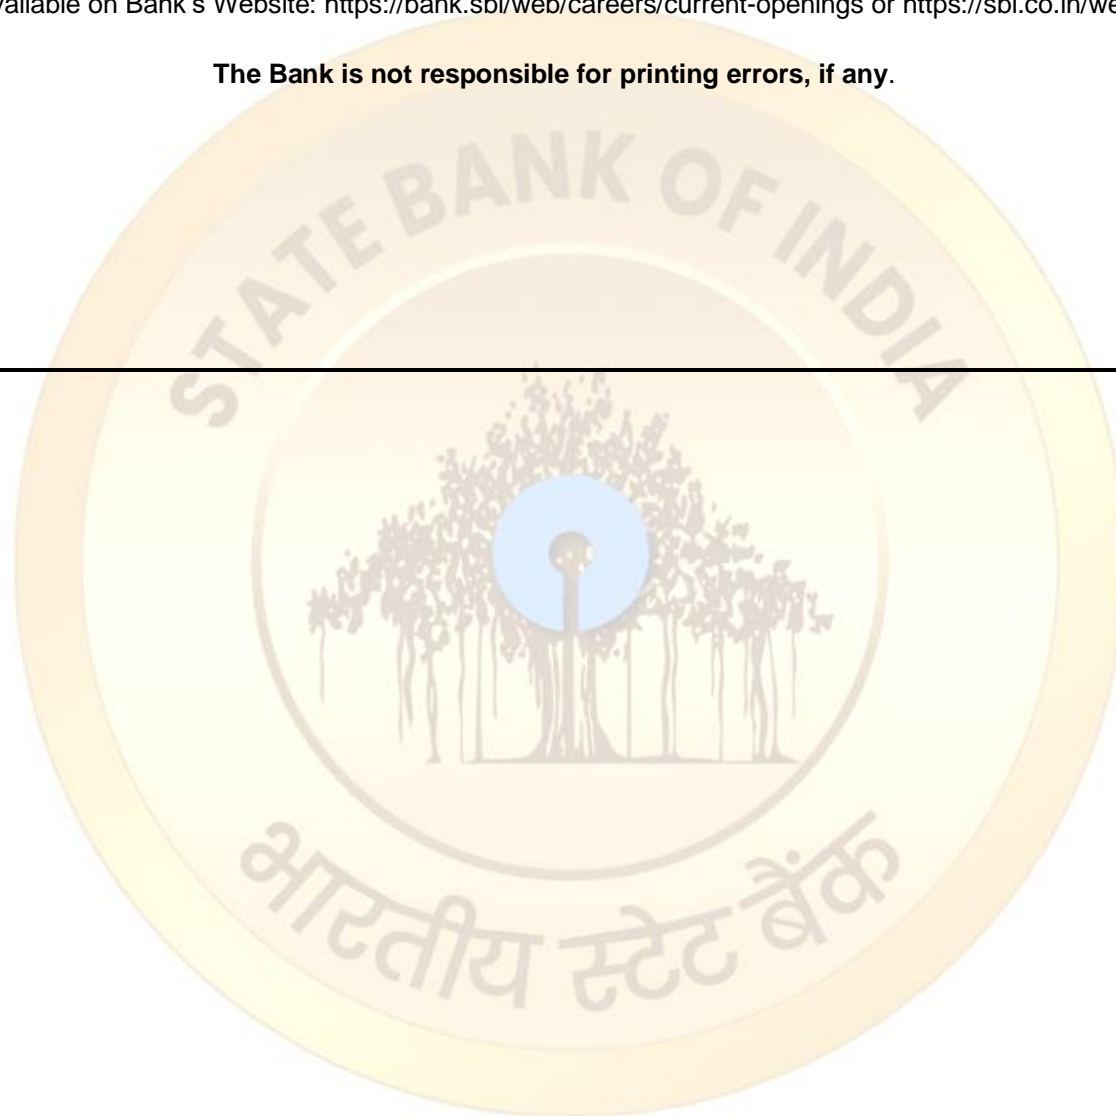 vailable on Bank's Website: https://bank.sbi/web/careers/current-openings or https://sbi.co.in/we
The Bank is not responsible for printing errors, if any.
STATE BANK OF INDIA
भारतीय स्टेट बैंक